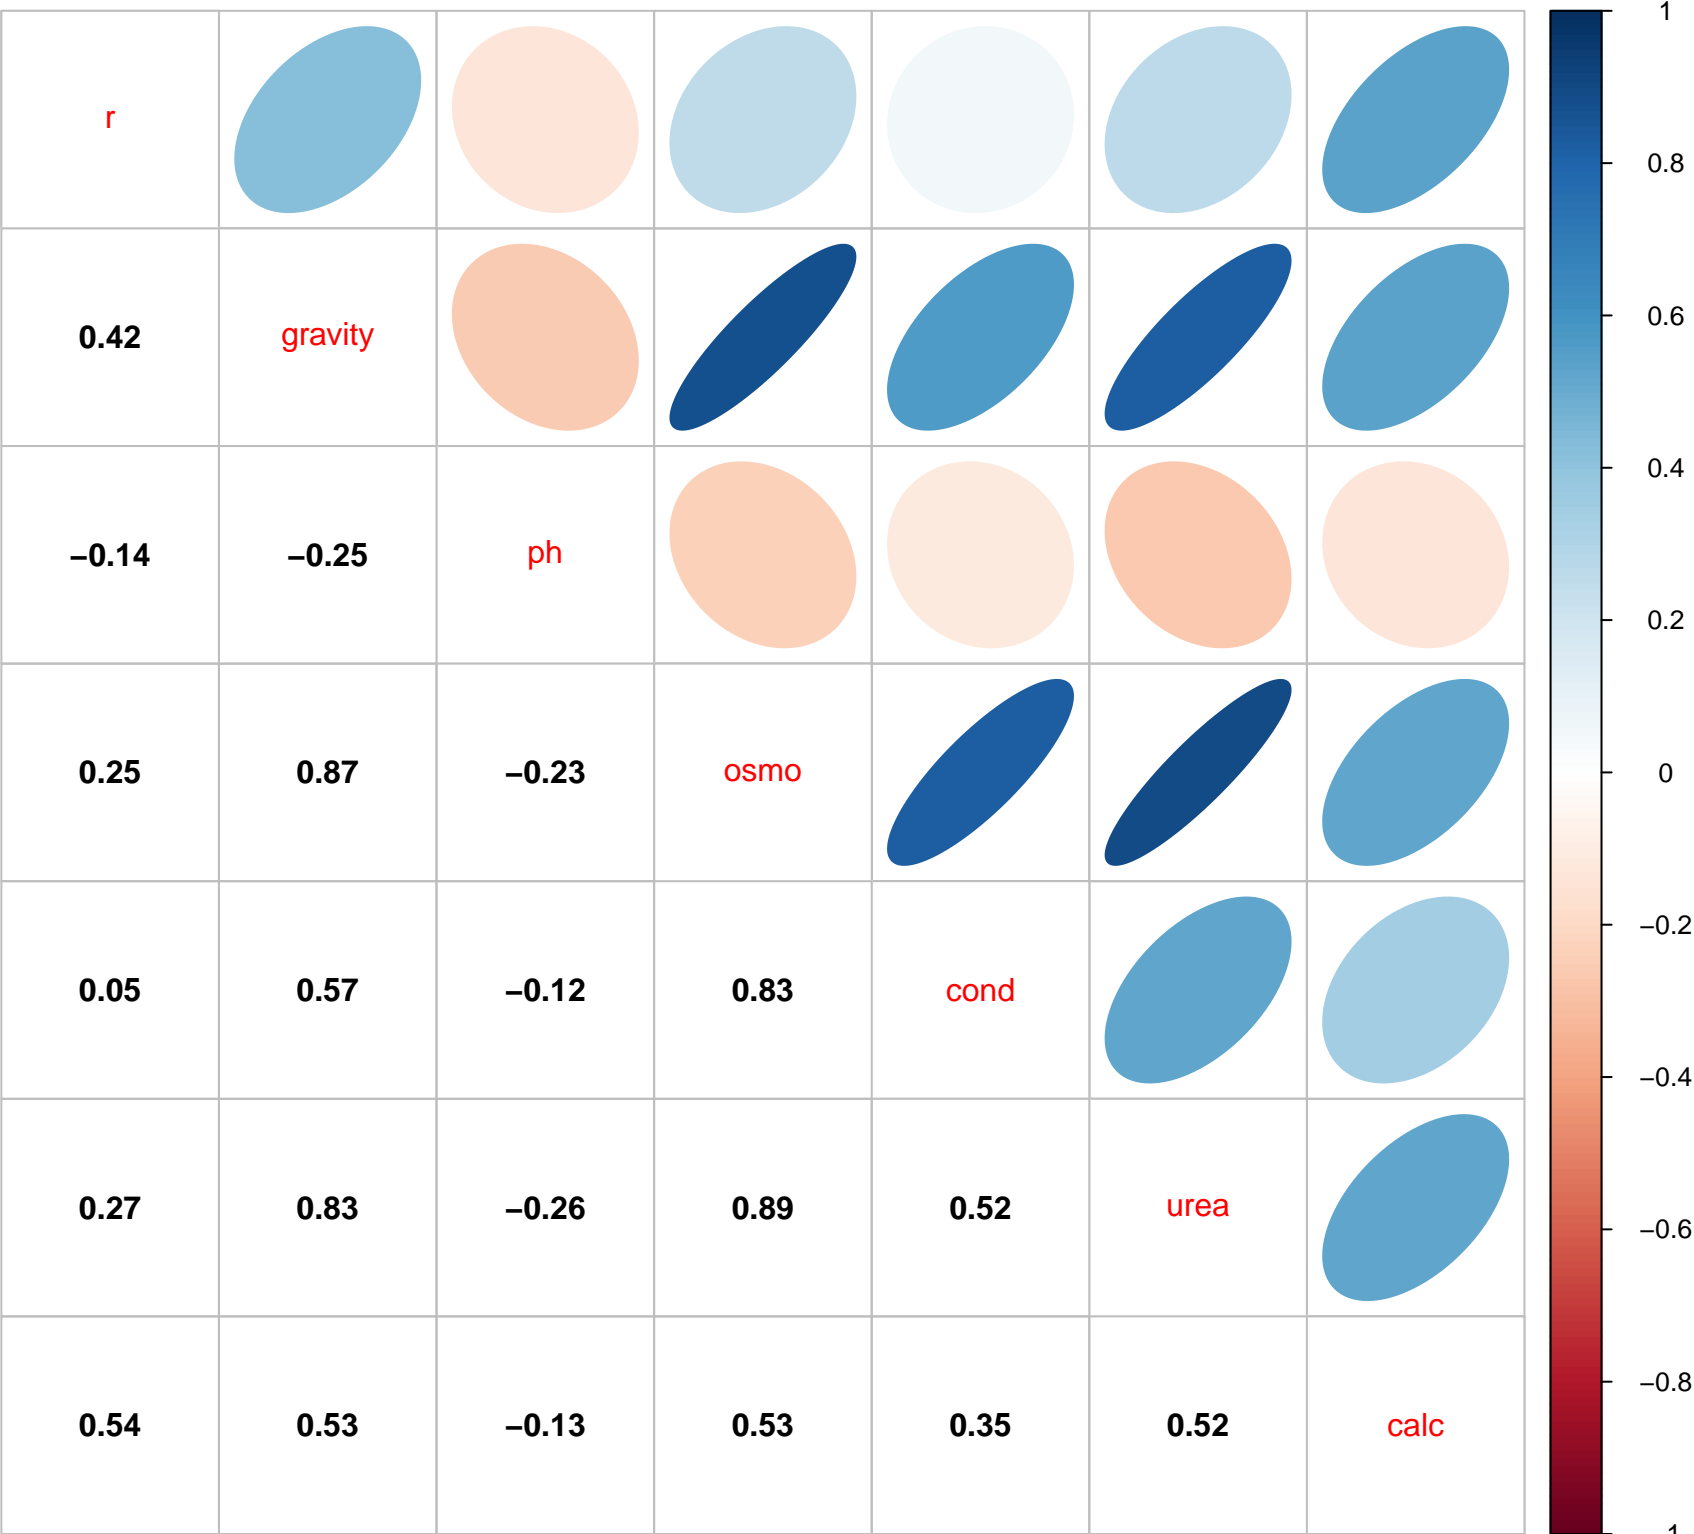 r
0.42 gravity
−0.14 −0.25 ph
0.25 0.87 −0.23 osmo
0.05 0.57 −0.12 0.83 cond
0.27 0.83 −0.26 0.89 0.52 urea
0.54 0.53 −0.13 0.53 0.35 0.52 calc
1
0.8
0.6
0.4
0.2
0
−0.2
−0.4
−0.6
−0.8